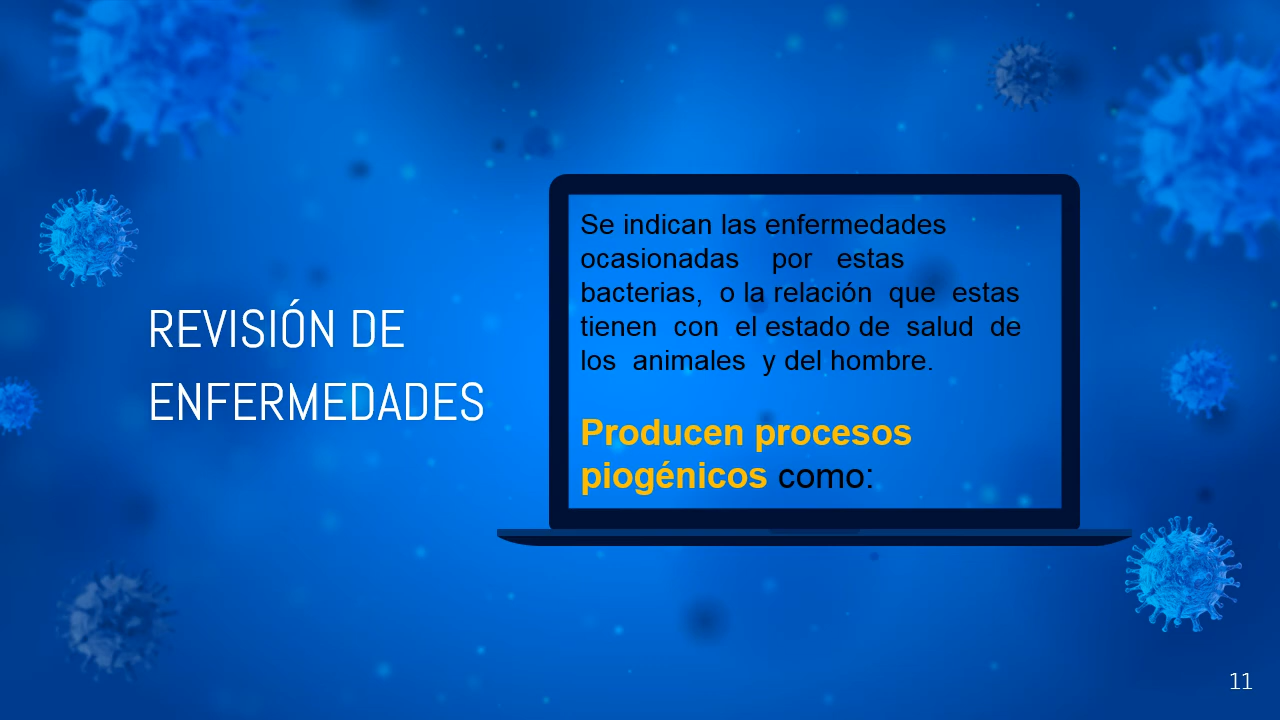 REVISIÓN DE
ENFERMEDADES
Se indican las enfermedades
ocasionadas por estas
bacterias, o la relación que estas
tienen con el estado de salud de
los animales y del hombre.
Producen procesos
piogénicos como:
11